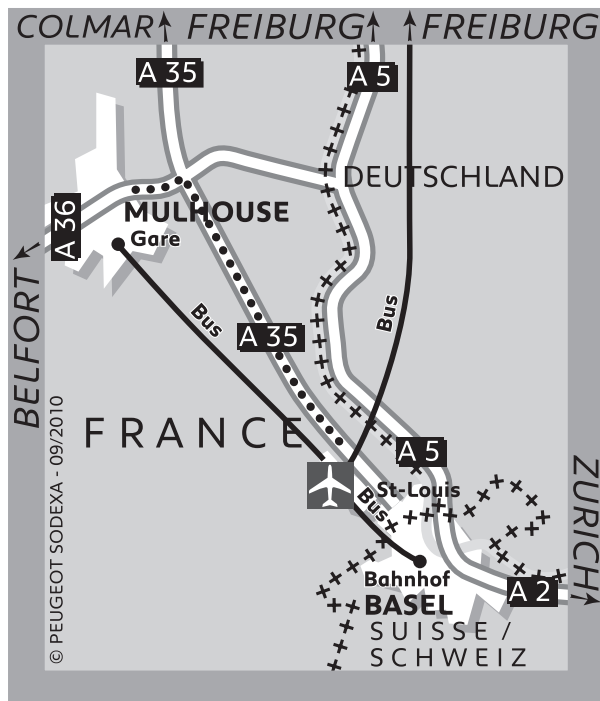 COLMAR FREIBURG FREIBURG
A 35
A 5
DEUTSCHLAND
A 36
MULHOUSE
Gare
Bus
Bus
A 35
BELFORT
FRANCE
A 5
St-Louis
Bus
ZURICH
Bahnhof
A 2
BASEL
SUISSE /
SCHWEIZ
© PEUGEOT SODEXA - 09/2010